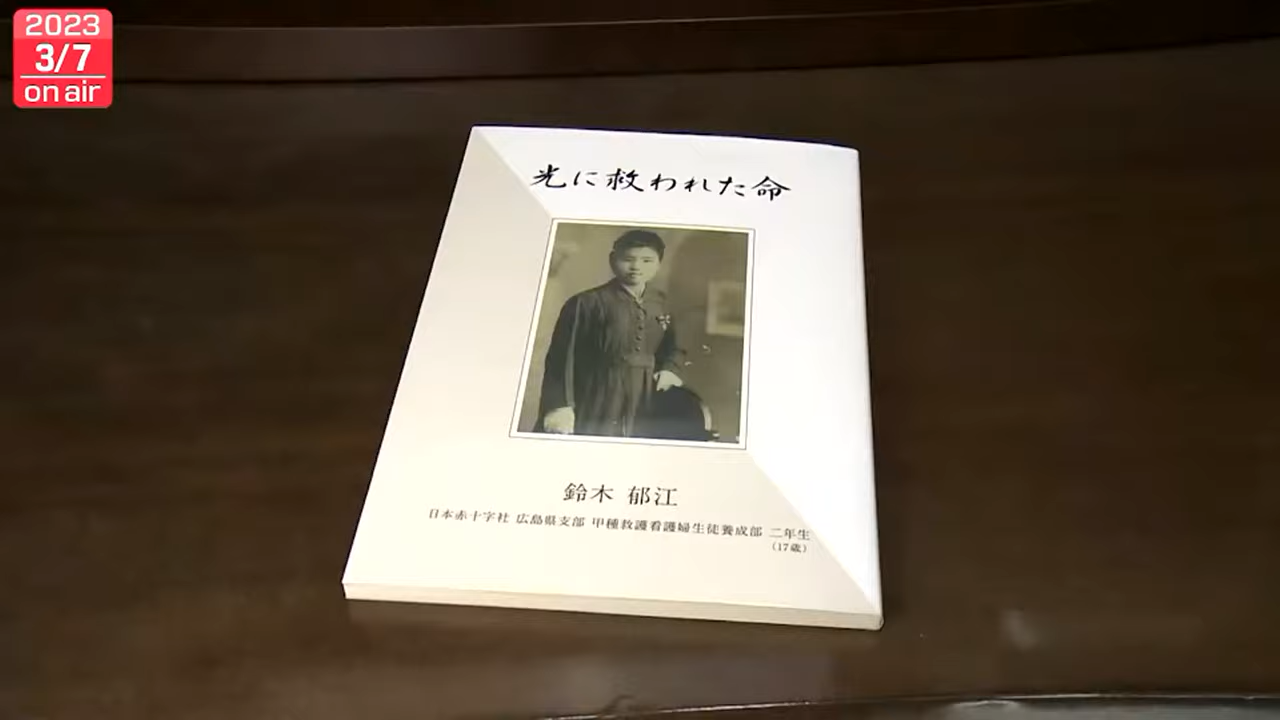 2023
3/7
on air
光に救われた命
鈴木 郁江
日本赤十字社 広島県支部 甲種救護看護婦生徒養成部 二年生
(17歳)